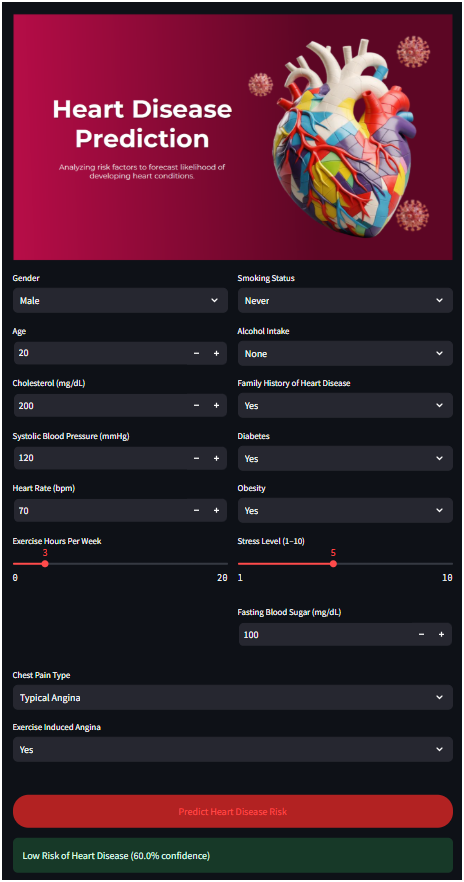 Heart Disease
Prediction
Analyzing risk factors to forecast likelihood of
developing heart conditions
Gender
Male
Smoking Status
Never
Age
20
Alcohol Intake
None
Cholesterol (mg/dL)
200
Family History of Heart Disease
Yes
Systolic Blood Pressure (mmHg)
120
Diabetes
Yes
Heart Rate (bpm)
70
Obesity
Yes
Exercise Hours Per Week
3
0 20
Stress Level (1–10)
5
1 10
Fasting Blood Sugar (mg/dL)
100
Chest Pain Type
Typical Angina
Exercise Induced Angina
Yes
Predict Heart Disease Risk
Low Risk of Heart Disease (60.0% confidence)